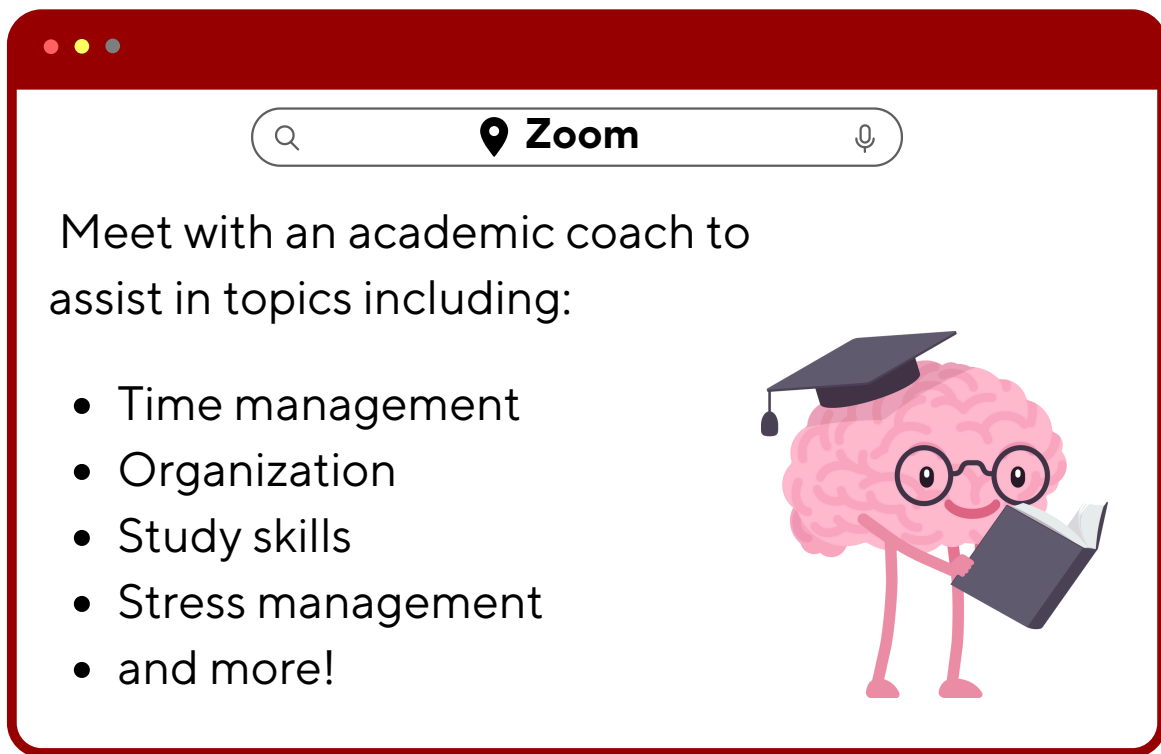 Zoom
Meet with an academic coach to
assist in topics including:
• Time management
• Organization
• Study skills
• Stress management
• and more!